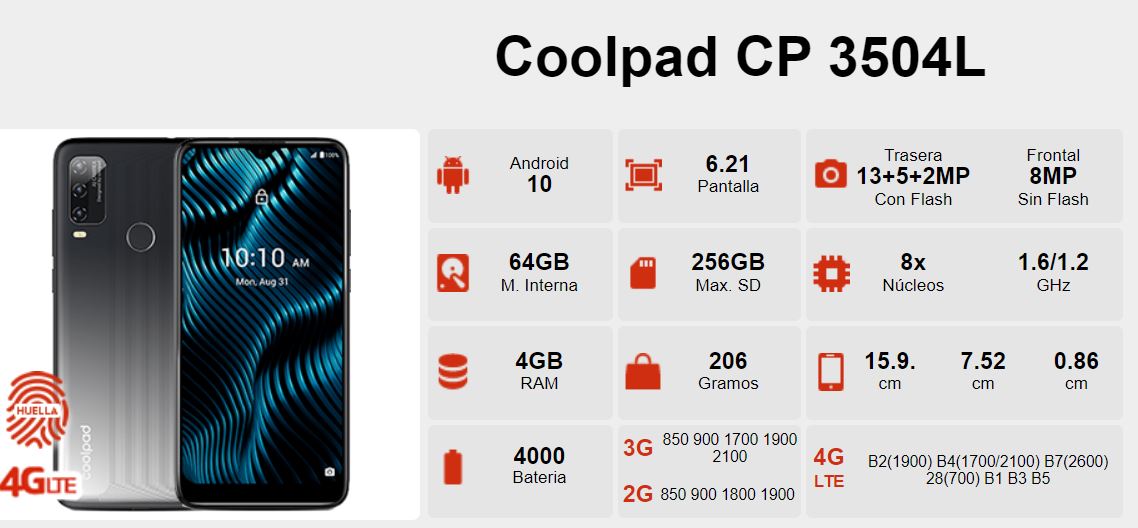 Coolpad CP 3504L
100%
10:10 AM
Mon, Aug 31
HUELLA
4GLTE
coolpad
Android
10
6.21
Pantalla
Trasera
13+5+2MP
Con Flash
Frontal
8MP
Sin Flash
64GB
M. Interna
256GB
Max. SD
8x
Núcleos
1.6/1.2
GHz
4GB
RAM
206
Gramos
15.9.
cm
7.52
cm
0.86
cm
4000
Bateria
3G 850 900 1700 1900
2100
2G 850 900 1800 1900
4G
LTE
B2(1900) B4(1700/2100) B7(2600)
28(700) B1 B3 B5